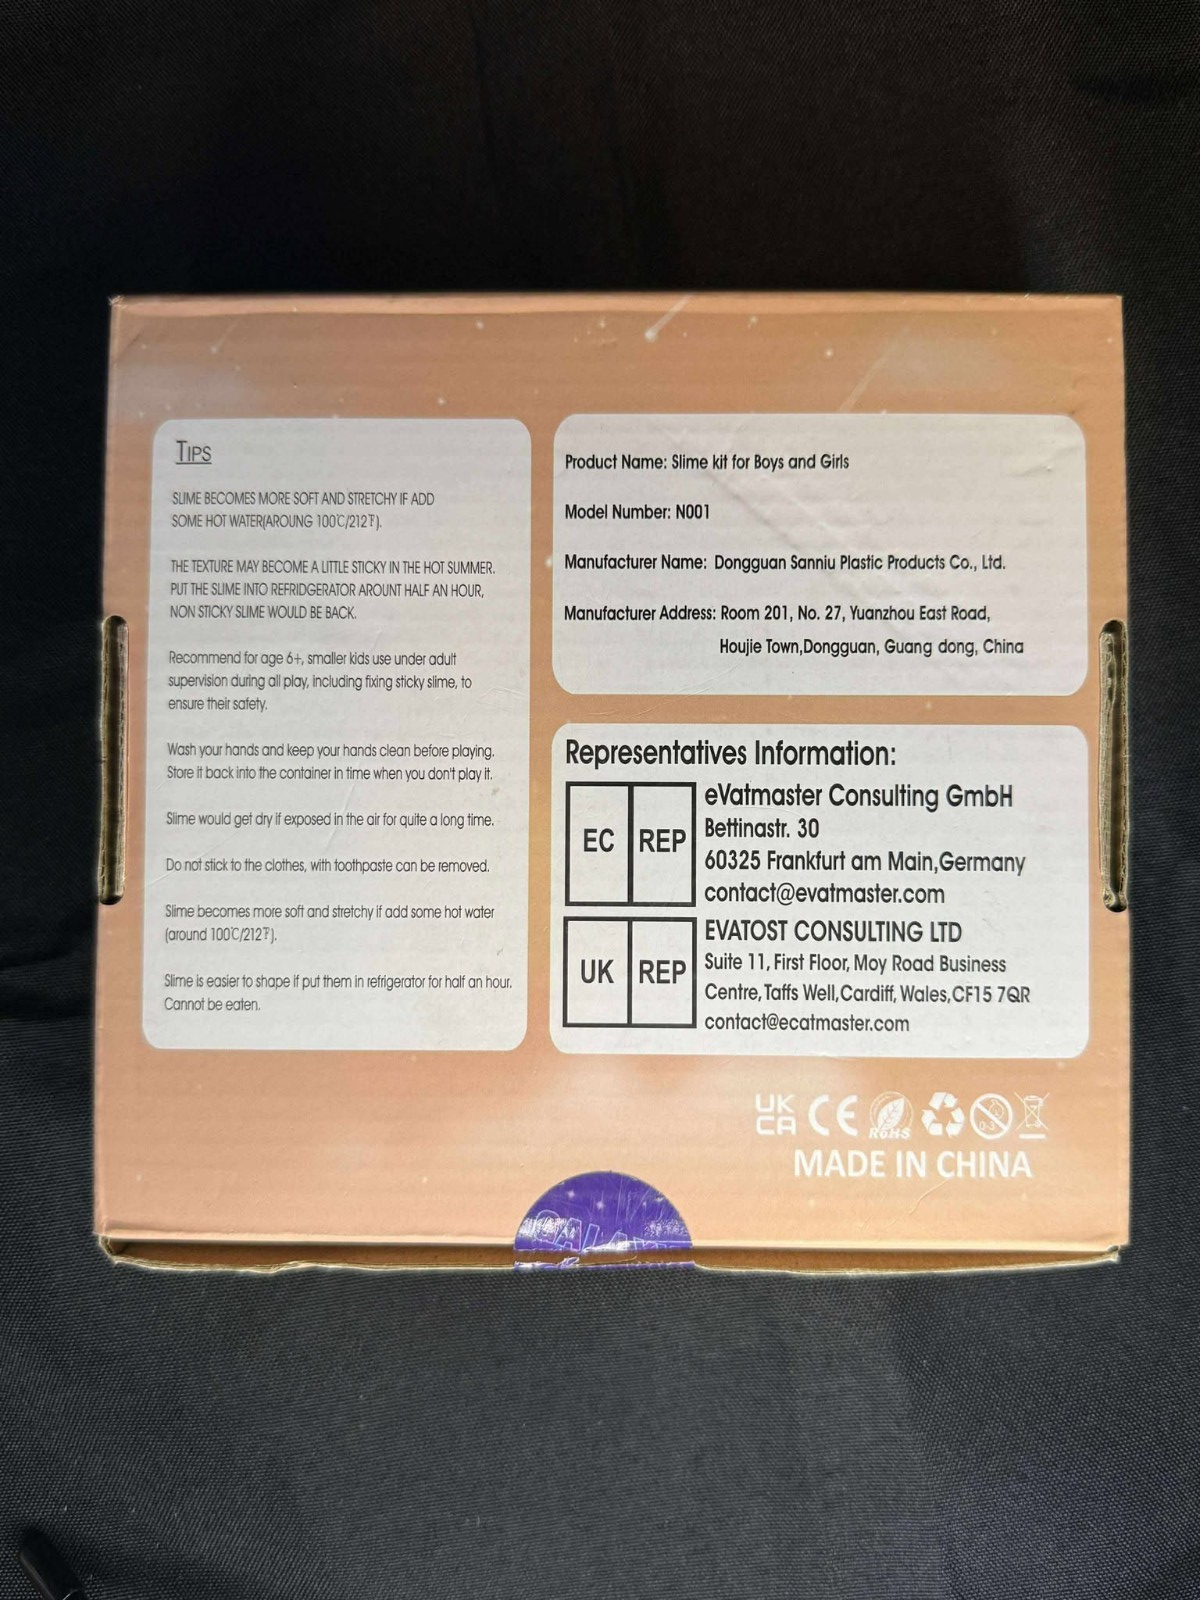 TIPS
SLIME BECOMES MORE SOFT AND STRETCHY IF ADD
SOME HOT WATER(AROUNG 100℃/212℉).
THE TEXTURE MAY BECOME A LITTLE STICKY IN THE HOT SUMMER.
PUT THE SLIME INTO REFRIDGERATOR AROUNT HALF AN HOUR,
NON STICKY SLIME WOULD BE BACK.
Recommend for age 6+, smaller kids use under adult
supervision during all play, including fixing sticky slime, to
ensure their safety.
Wash your hands and keep your hands clean before playing.
Store it back into the container in time when you don't play it.
Slime would get dry if exposed in the air for quite a long time.
Do not stick to the clothes, with toothpaste can be removed.
Slime becomes more soft and stretchy if add some hot water
(around 100℃/212℉).
Slime is easier to shape if put them in refrigerator for half an hour.
Cannot be eaten.
Product Name: Slime kit for Boys and Girls
Model Number: N001
Manufacturer Name: Dongguan Sanniu Plastic Products Co., Ltd.
Manufacturer Address: Room 201, No. 27, Yuanzhou East Road,
Houjie Town,Dongguan, Guang dong, China
Representatives Information:
EC REP
eVatmaster Consulting GmbH
Bettinastr. 30
60325 Frankfurt am Main,Germany
contact@evatmaster.com
UK REP
EVATOST CONSULTING LTD
Suite 11, First Floor, Moy Road Business
Centre,Taffs Well,Cardiff, Wales,CF15 7QR
contact@ecatmaster.com
UK
CA
CE
RoHS
0-3
MADE IN CHINA